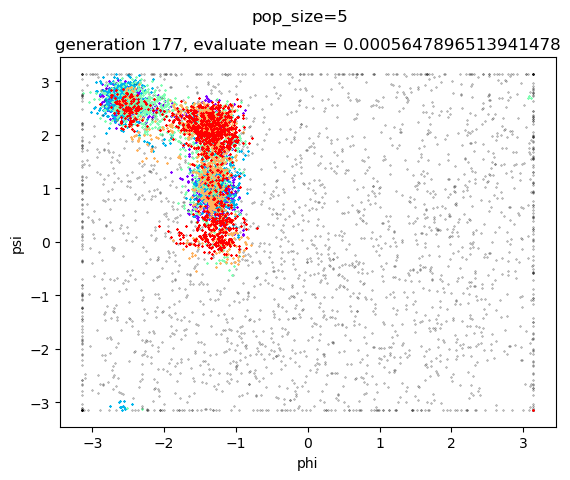 pop_size=5
generation 177, evaluate mean = 0.0005647896513941478
3
2
1
0
−1
−2
−3
psi
−3 −2 −1 0 1 2 3
phi